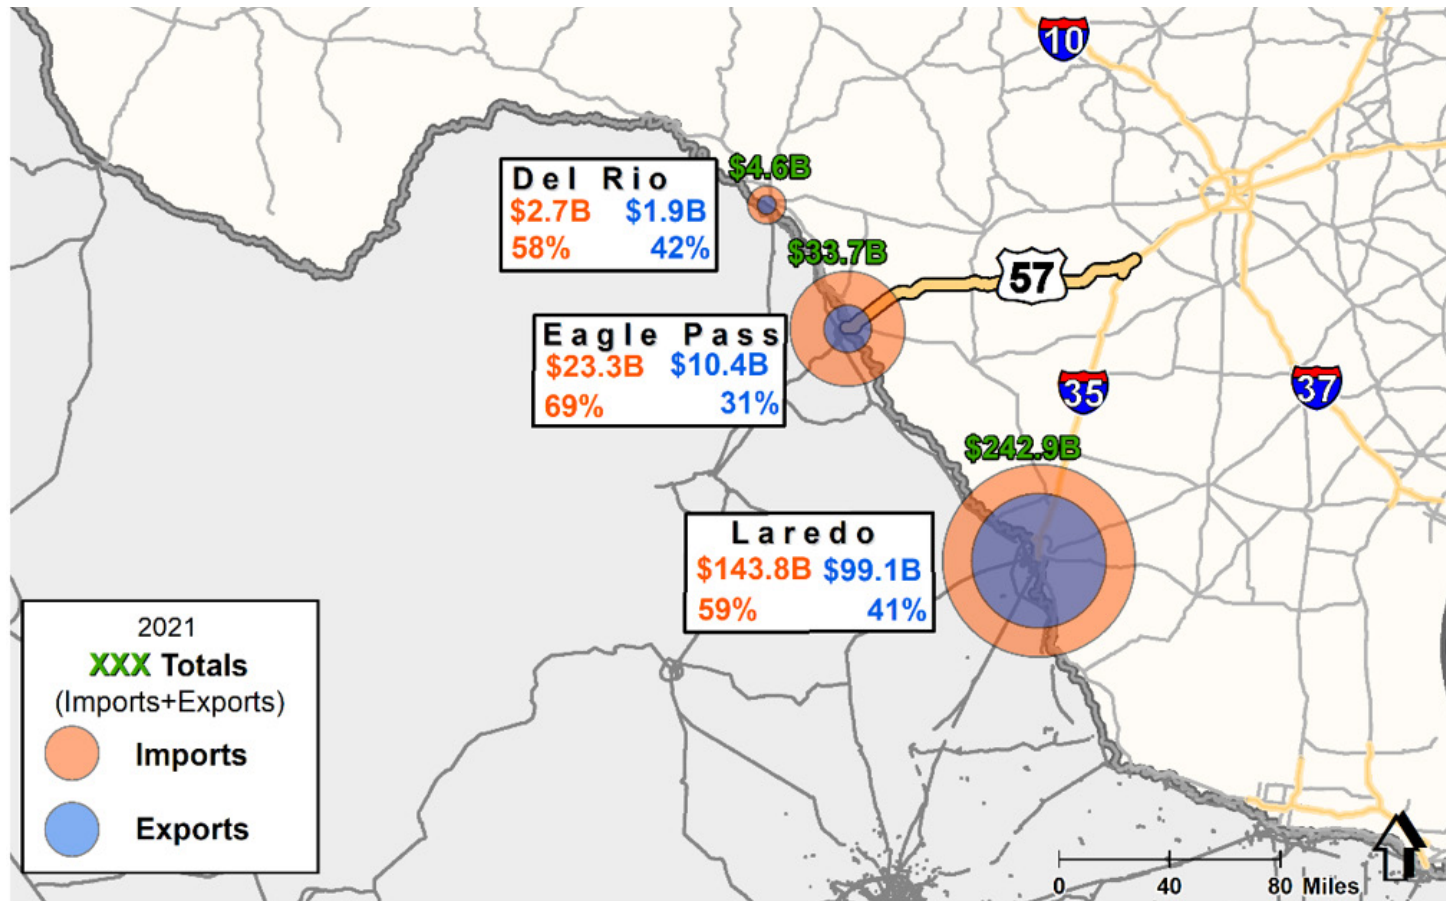 10
$4.6B
Del Rio
$2.7B $1.9B
58% 42%
$33.7B
57
Eagle Pass
$23.3B $10.4B
69% 31%
35
37
$242.9B
Laredo
$143.8B $99.1B
59% 41%
2021
XXX Totals
(Imports+Exports)
Imports
Exports
0 40 80 Miles